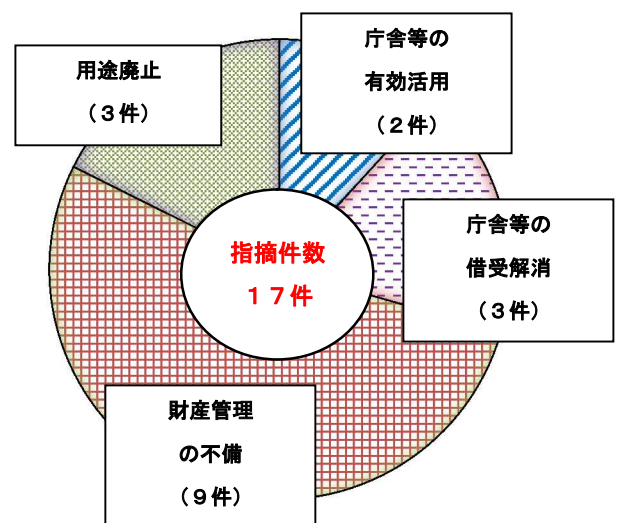 用途廃止
（３件）
庁舎等の
有効活用
（２件）
庁舎等の
借受解消
（３件）
指摘件数
１７件
財産管理
の不備
（９件）